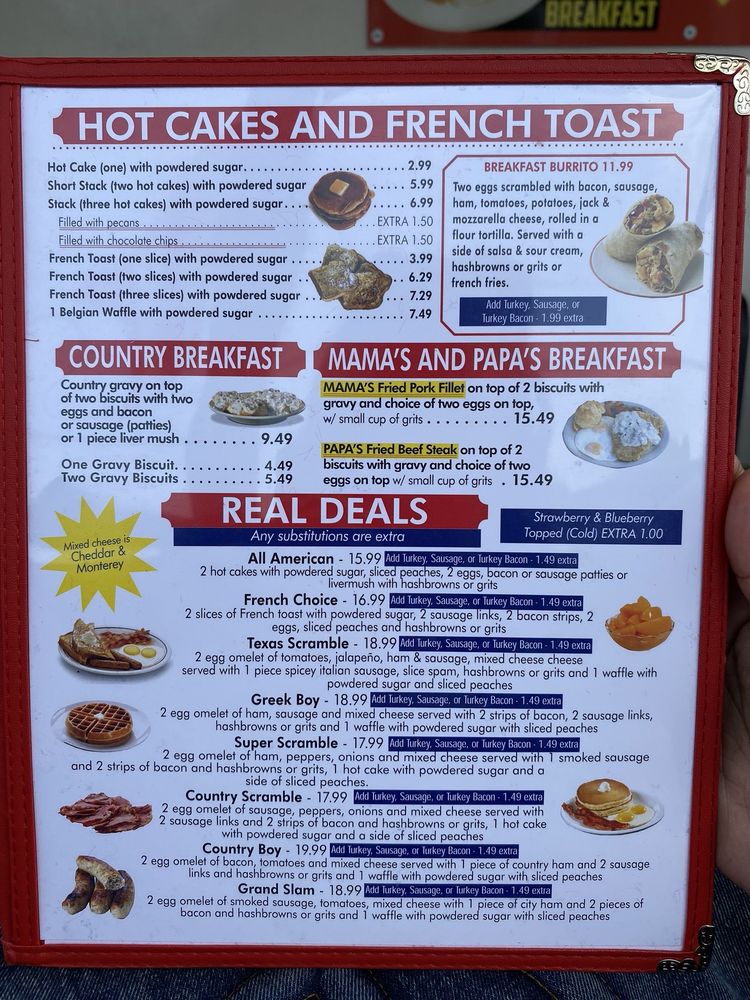 BREAKFAST
HOT CAKES AND FRENCH TOAST
Hot Cake (one) with powdered sugar. . . . . . . . . . . . . . . . . . . . . . . . . 2.99
Short Stack (two hot cakes) with powdered sugar . . . . 5.99
Stack (three hot cakes) with powdered sugar. . . . . . . . 6.99
Filled with pecans . . . . . . . . . . . . . . . . . . . . . . . . EXTRA 1.50
Filled with chocolate chips . . . . . . . . . . . . . . . . . . EXTRA 1.50
French Toast (one slice) with powdered sugar . . . . . . . 3.99
French Toast (two slices) with powdered sugar . . . . . . 6.29
French Toast (three slices) with powdered sugar . . . . . 7.29
1 Belgian Waffle with powdered sugar . . . . . . . . . . . . . . . . . . . . . . 7.49
BREAKFAST BURRITO 11.99
Two eggs scrambled with bacon, sausage,
ham, tomatoes, potatoes, jack &
mozzarella cheese, rolled in a
flour tortilla. Served with a
side of salsa & sour cream,
hashbrowns or grits or
french fries.
Add Turkey, Sausage, or
Turkey Bacon - 1.99 extra
COUNTRY BREAKFAST
Country gravy on top
of two biscuits with two
eggs and bacon
or sausage (patties)
or 1 piece liver mush . . . . . . . . 9.49
One Gravy Biscuit. . . . . . . . . . . . 4.49
Two Gravy Biscuits . . . . . . . . . . . 5.49
MAMA'S AND PAPA'S BREAKFAST
MAMA'S Fried Pork Fillet on top of 2 biscuits with
gravy and choice of two eggs on top,
w/ small cup of grits . . . . . . . . . . 15.49
PAPA'S Fried Beef Steak on top of 2
biscuits with gravy and choice of two
eggs on top w/ small cup of grits . 15.49
REAL DEALS
Any substitutions are extra
Strawberry & Blueberry
Topped (Cold) EXTRA 1.00
Mixed cheese is
Cheddar &
Monterey
All American - 15.99 Add Turkey, Sausage, or Turkey Bacon - 1.49 extra
2 hot cakes with powdered sugar, sliced peaches, 2 eggs, bacon or sausage patties or
livermush with hashbrowns or grits
French Choice - 16.99 Add Turkey, Sausage, or Turkey Bacon - 1.49 extra
2 slices of French toast with powdered sugar, 2 sausage links, 2 bacon strips, 2
eggs, sliced peaches and hashbrowns or grits
Texas Scramble - 18.99 Add Turkey, Sausage, or Turkey Bacon - 1.49 extra
2 egg omelet of tomatoes, jalapeño, ham & sausage, mixed cheese cheese
served with 1 piece spicey italian sausage, slice spam, hashbrowns or grits and 1 waffle with
powdered sugar and sliced peaches
Greek Boy - 18.99 Add Turkey, Sausage, or Turkey Bacon - 1.49 extra
2 egg omelet of ham, sausage and mixed cheese served with 2 strips of bacon, 2 sausage links,
hashbrowns or grits and 1 waffle with powdered sugar with sliced peaches
Super Scramble - 17.99 Add Turkey, Sausage, or Turkey Bacon - 1.49 extra
2 egg omelet of ham, peppers, onions and mixed cheese served with 1 smoked sausage
and 2 strips of bacon and hashbrowns or grits, 1 hot cake with powdered sugar and a
side of sliced peaches.
Country Scramble - 17.99 Add Turkey, Sausage, or Turkey Bacon - 1.49 extra
2 egg omelet of sausage, peppers, onions and mixed cheese served with
2 sausage links and 2 strips of bacon and hashbrowns or grits, 1 hot cake
with powdered sugar and a side of sliced peaches
Country Boy - 19.99 Add Turkey, Sausage, or Turkey Bacon - 1.49 extra
2 egg omelet of bacon, tomatoes and mixed cheese served with 1 piece of country ham and 2 sausage
links and hashbrowns or grits and 1 waffle with powdered sugar with sliced peaches
Grand Slam - 18.99 Add Turkey, Sausage, or Turkey Bacon - 1.49 extra
2 egg omelet of smoked sausage, tomatoes, mixed cheese with 1 piece of city ham and 2 pieces of
bacon and hashbrowns or grits and 1 waffle with powdered sugar with sliced peaches